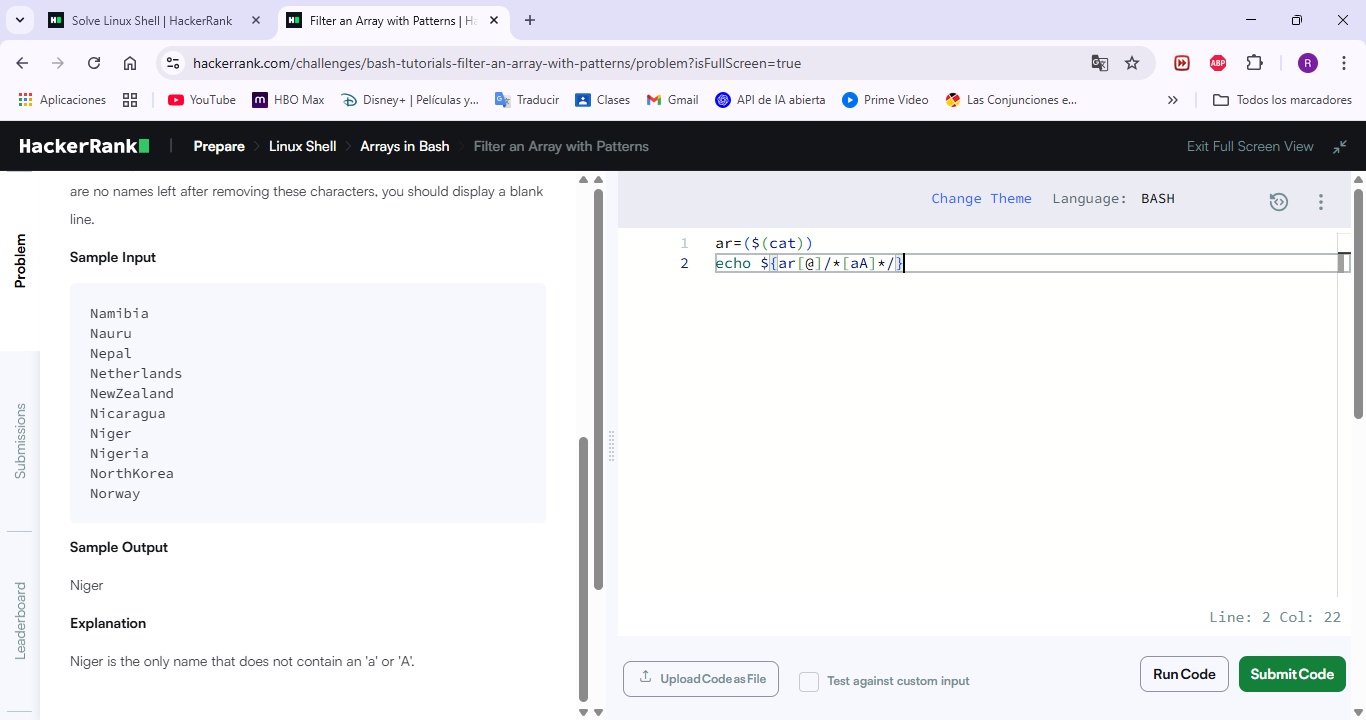 Solve Linux Shell | HackerRank
Filter an Array with Patterns | Ha
hackerrank.com/challenges/bash-tutorials-filter-an-array-with-patterns/problem?isFullScreen=true
ABP
R
Aplicaciones
YouTube
m HBO Max
Disney+ | Películas y...
Traducir
Clases
Gmail
API de IA abierta
Prime Video
Las Conjunciones e...
»
Todos los marcadores
HackerRank
Prepare
Linux Shell
Arrays in Bash
Filter an Array with Patterns
Exit Full Screen View
Problem
Submissions
Leaderboard
are no names left after removing these characters, you should display a blank
line.
Sample Input
Namibia
Nauru
Nepal
Netherlands
NewZealand
Nicaragua
Niger
Nigeria
NorthKorea
Norway
Sample Output
Niger
Explanation
Niger is the only name that does not contain an 'a' or 'A'.
Change Theme Language: BASH
1 ar=($(cat))
2 echo ${ar[@]/*[aA]*/}
Line: 2 Col: 22
Upload Code as File
Test against custom input
Run Code
Submit Code